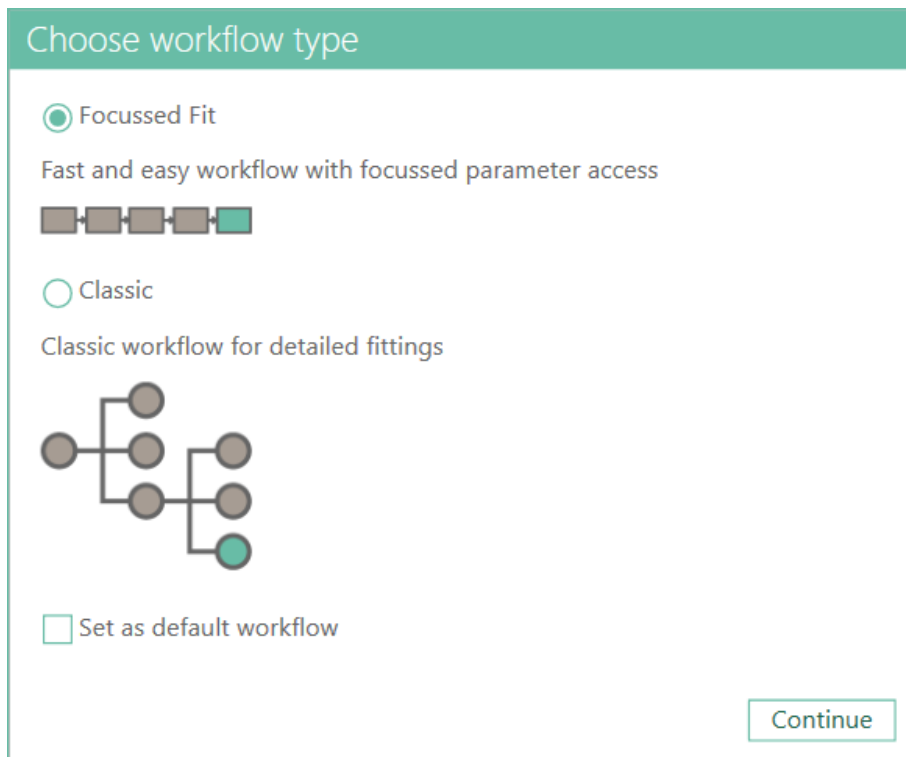 Choose workflow type
Focussed Fit
Fast and easy workflow with focussed parameter access
Classic
Classic workflow for detailed fittings
Set as default workflow
Continue